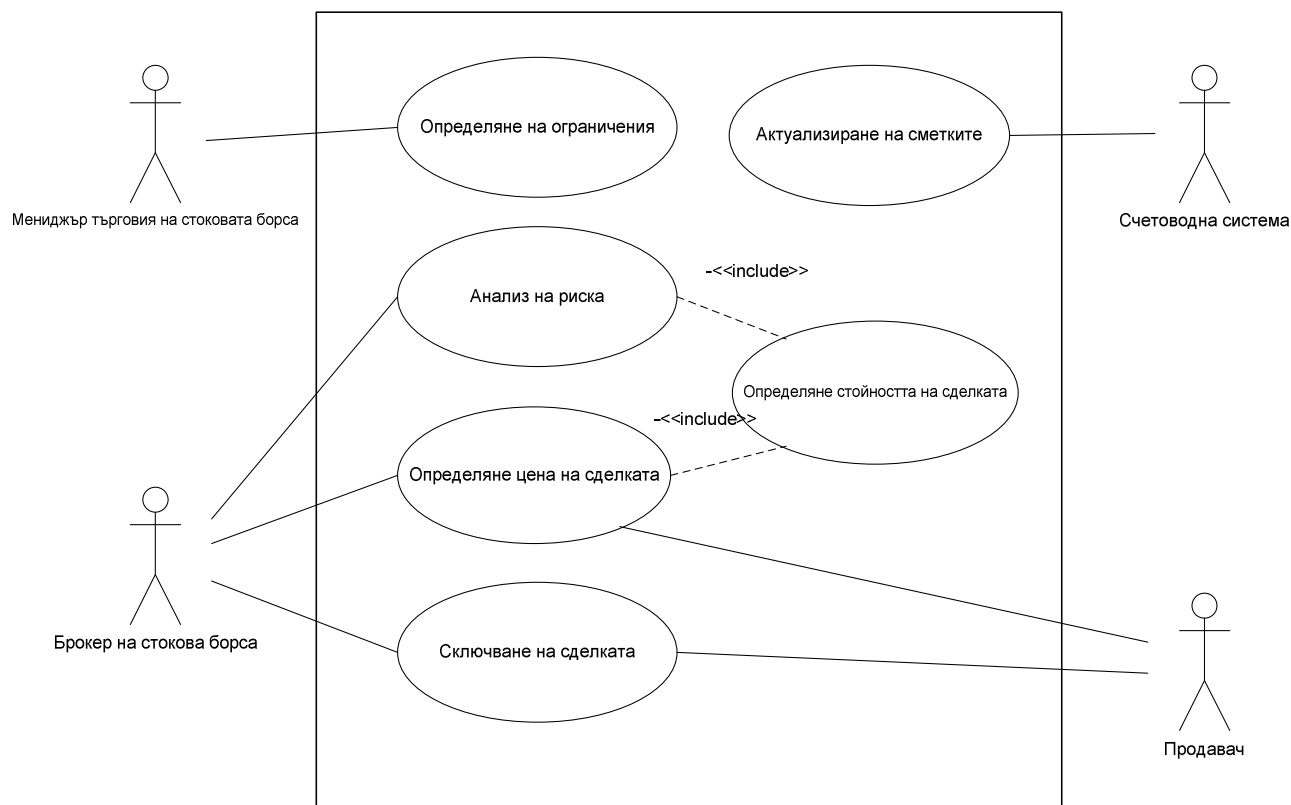 Определяне на ограничения
Актуализиране на сметките
Мениджър търговия на стоковата борса
Счетоводна система
-<<include>>
Анализ на риска
Определяне стойността на сделката
-<<include>>
Определяне цена на сделката
Брокер на стокова борса
Сключване на сделката
Продавач